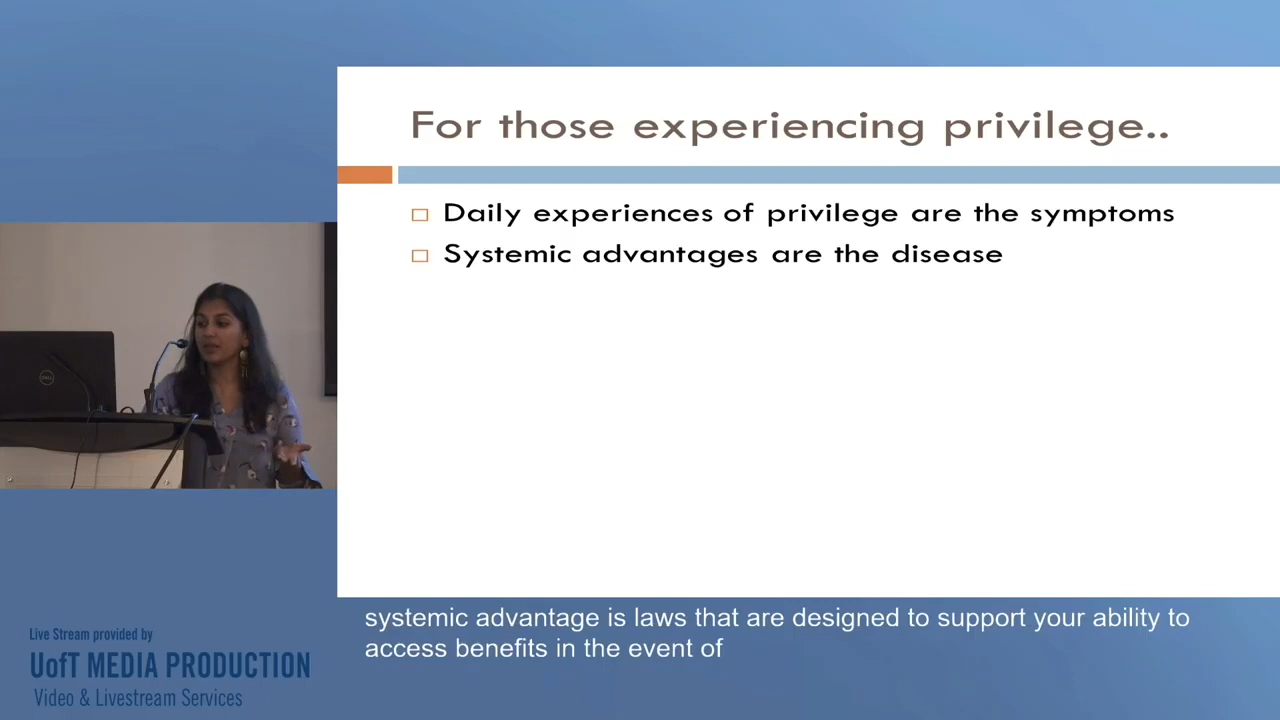 For those experiencing privilege..
Daily experiences of privilege are the symptoms
Systemic advantages are the disease
DELL
systemic advantage is laws that are designed to support your ability to
access benefits in the event of
Live Stream provided by
UofT MEDIA PRODUCTION
Video & Livestream Services